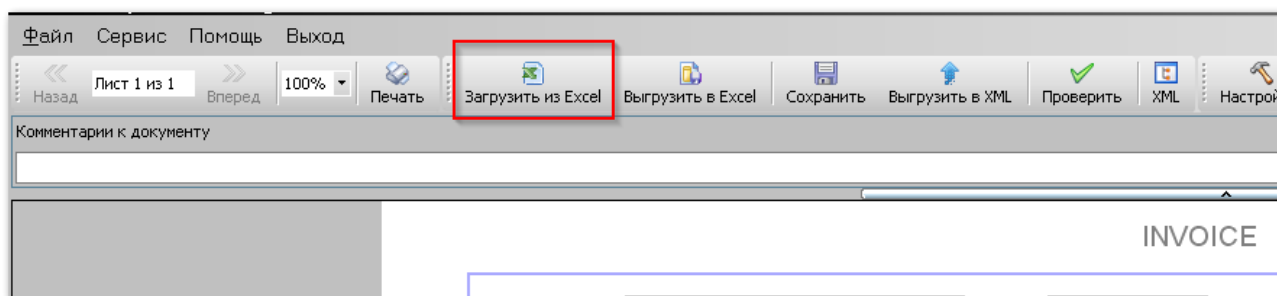 Файл Сервис Помощь Выход
Назад Лист 1 из 1 Вперед 100% Печать Загрузить из Excel Выгрузить в Excel Сохранить Выгрузить в XML Проверить XML Настрой
Комментарии к документу
INVOICE